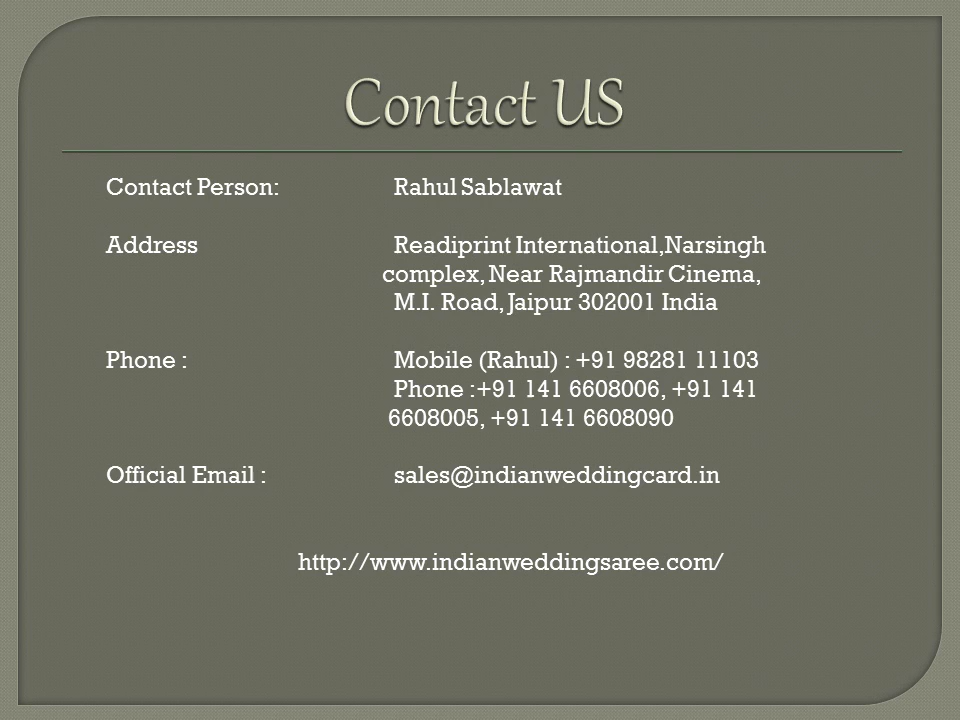 Contact US
Contact Person: Rahul Sablawat
Address Readiprint International,Narsingh
complex, Near Rajmandir Cinema,
M.I. Road, Jaipur 302001 India
Phone : Mobile (Rahul) : +91 98281 11103
Phone :+91 141 6608006, +91 141
6608005, +91 141 6608090
Official Email : sales@indianweddingcard.in
http://www.indianweddingsaree.com/